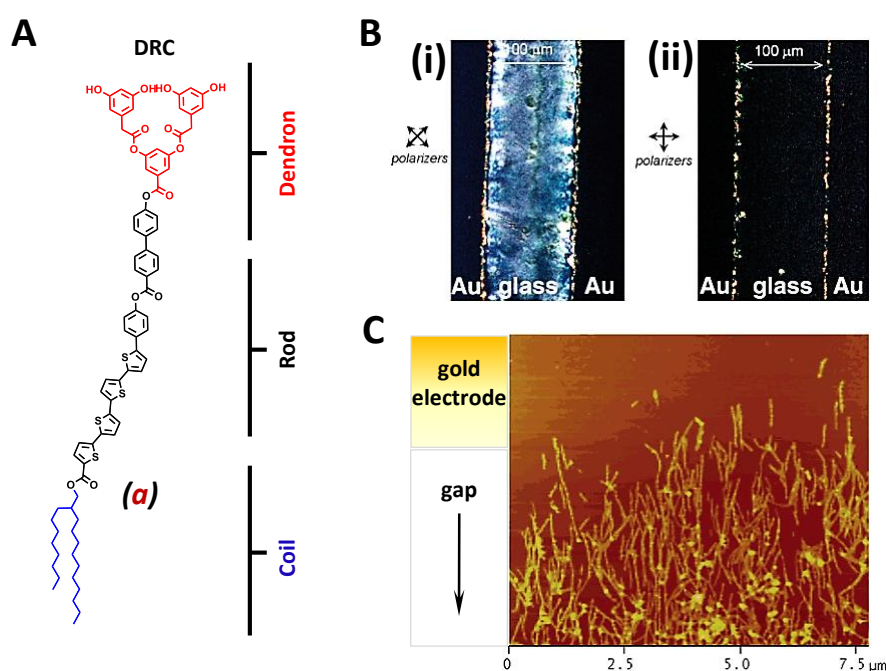 A
DRC
HO
OH
HO
OH
O
O
O
O
O
O
Dendron
O
O
Rod
S
S
S
S
O
O
(a)
Coil
B
(i)
100 μm
polarizers
Au
glass
Au
(ii)
100 μm
polarizers
Au
glass
Au
C
gold
electrode
gap
0
2.5
5.0
7.5
μm